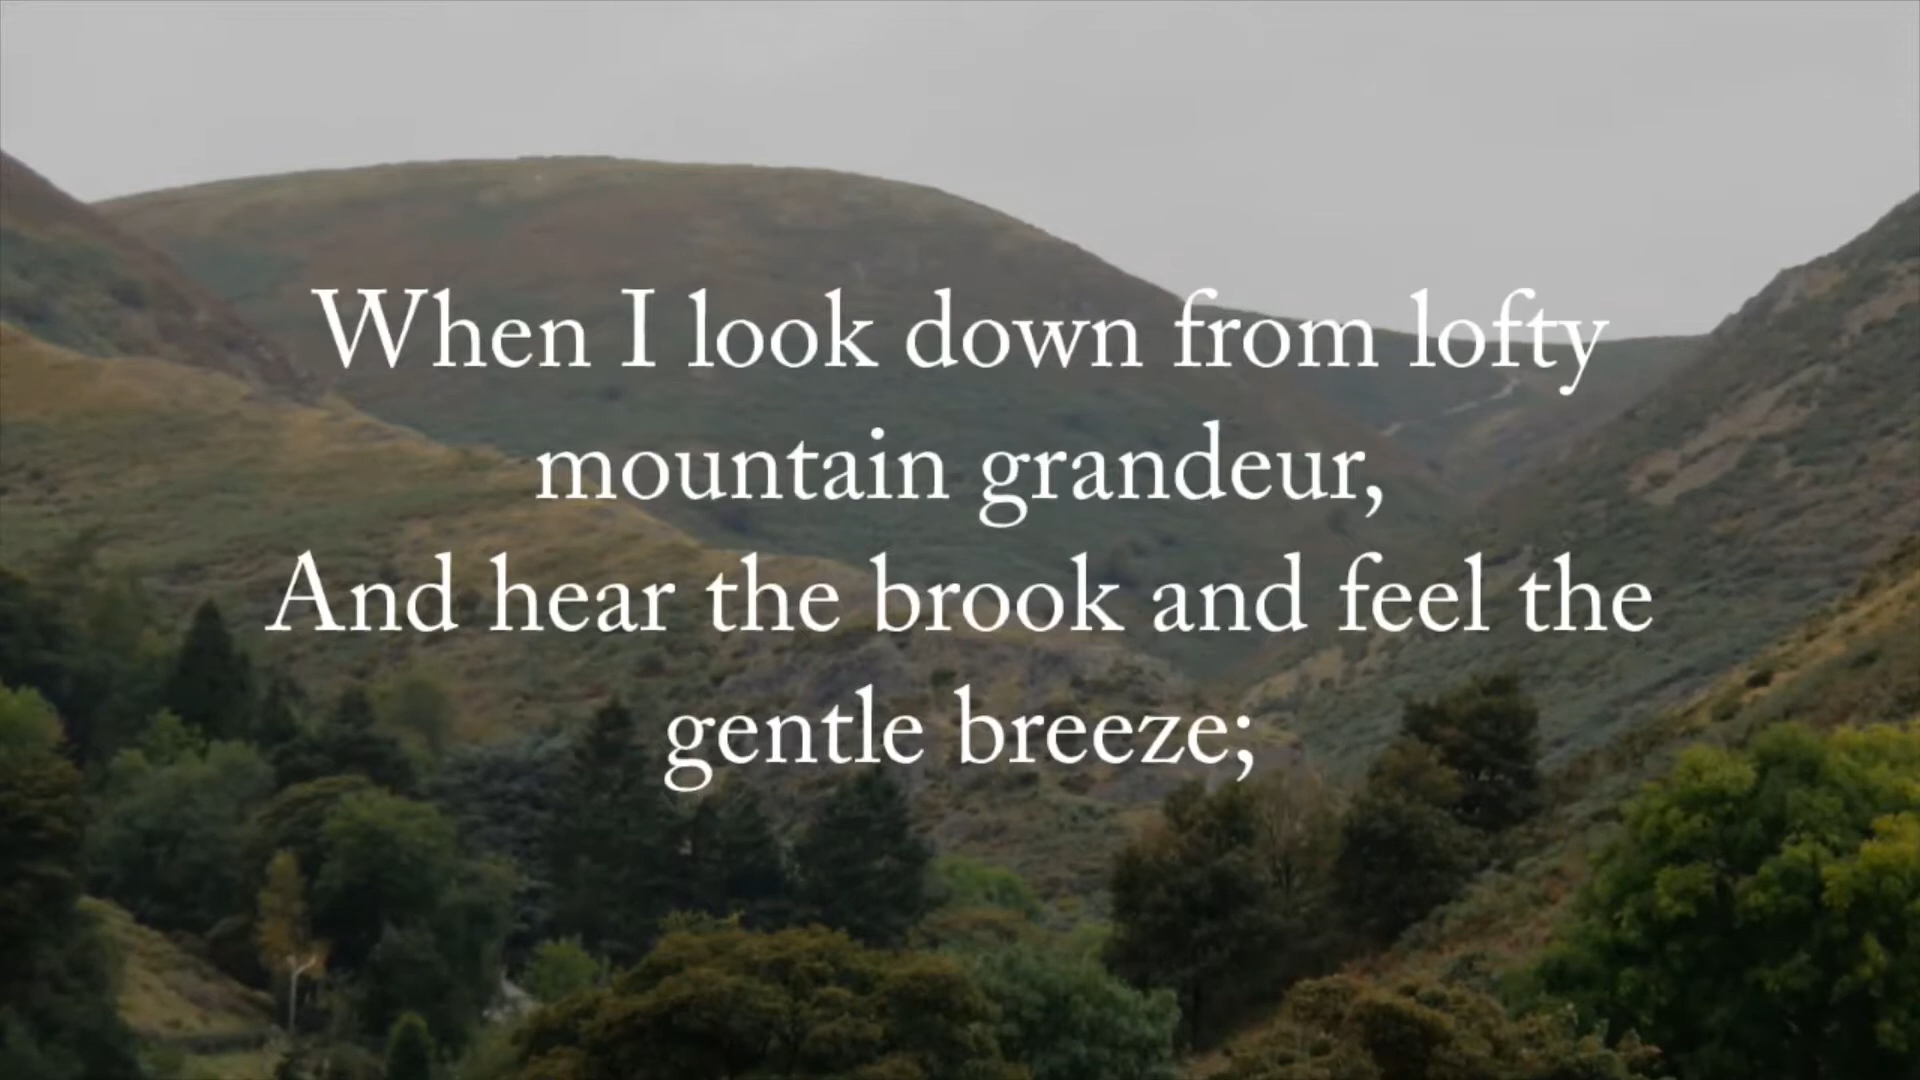 When I look down from lofty
mountain grandeur,
And hear the brook and feel the
gentle breeze;